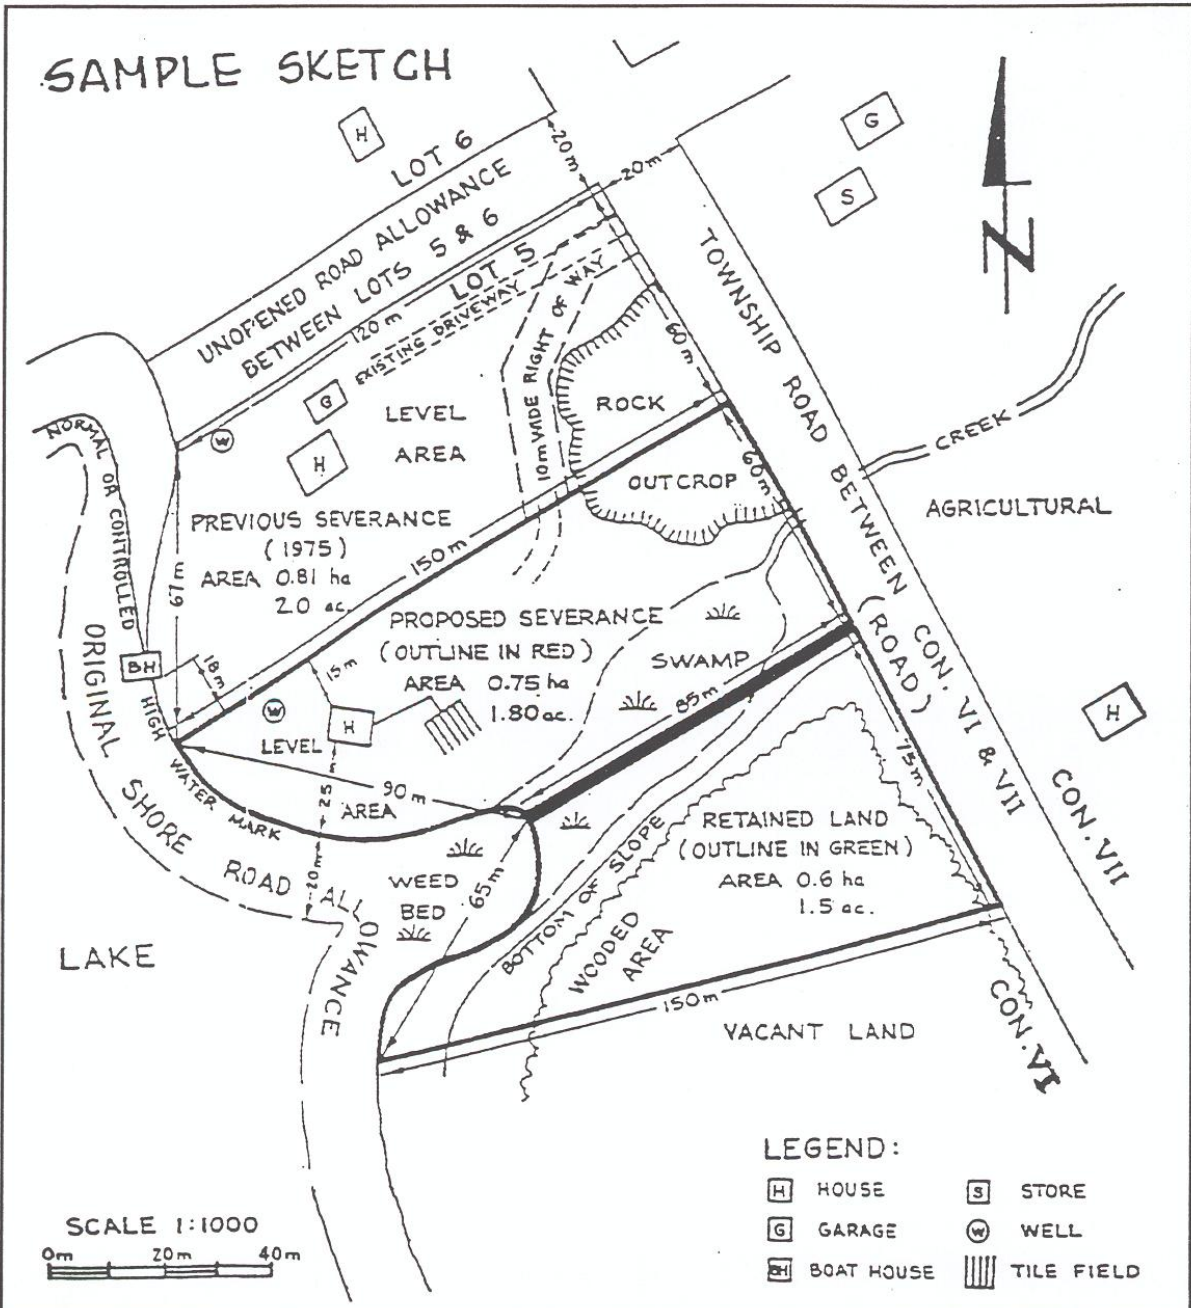 SAMPLE SKETCH
H
LOT 6
UNOPENED ROAD ALLOWANCE
BETWEEN LOTS 5 & 6
20m
20m
G
S
N
LOT 5
120m
EXISTING DRIVEWAY
10m WIDE RIGHT OF WAY
60m
TOWNSHIP ROAD BETWEEN CON. VI & VII
(ROAD)
CREEK
AGRICULTURAL
G
W
H
LEVEL
AREA
ROCK
OUTCROP
60m
NORMAL OR CONTROLLED
HIGH
WATER MARK
PREVIOUS SEVERANCE
(1975)
AREA 0.81 ha
2.0 ac.
67m
150m
BH
18m
15m
PROPOSED SEVERANCE
(OUTLINE IN RED)
AREA 0.75 ha
1.80 ac.
SWAMP
85m
W
H
LEVEL
AREA
90m
25m
20m
75m
H
ORIGINAL
SHORE ROAD ALLOWANCE
WEED
BED
65m
BOTTOM OF SLOPE
WOODED
AREA
RETAINED LAND
(OUTLINE IN GREEN)
AREA 0.6 ha
1.5 ac.
CON. VII
CON. VI
LAKE
150m
VACANT LAND
LEGEND:
H HOUSE
S STORE
G GARAGE
W WELL
BH BOAT HOUSE
TILE FIELD
SCALE 1:1000
0m 20m 40m